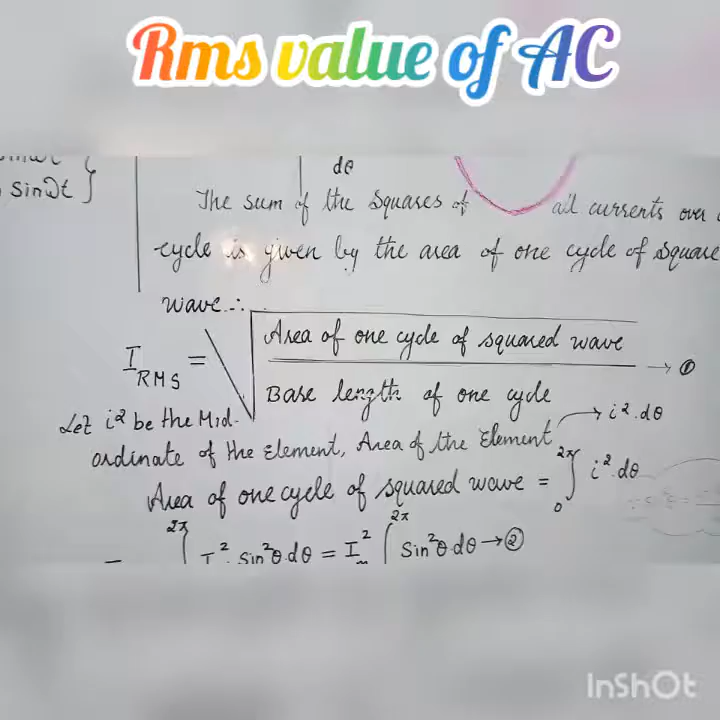 Rms value of AC
dθ
sinωt }
The sum of the squares of all currents over
cycle is given by the area of one cycle of square
wave.∴
I RMS = √ Area of one cycle of squared wave / Base length of one cycle → ①
Let i² be the Mid-
ordinate of the Element, Area of the Element → i².dθ
Area of one cycle of squared wave = ∫₀^2π i².dθ
= ∫^2π I².sin²θ.dθ = I²m ∫^2π sin²θ.dθ → ②
InShOt